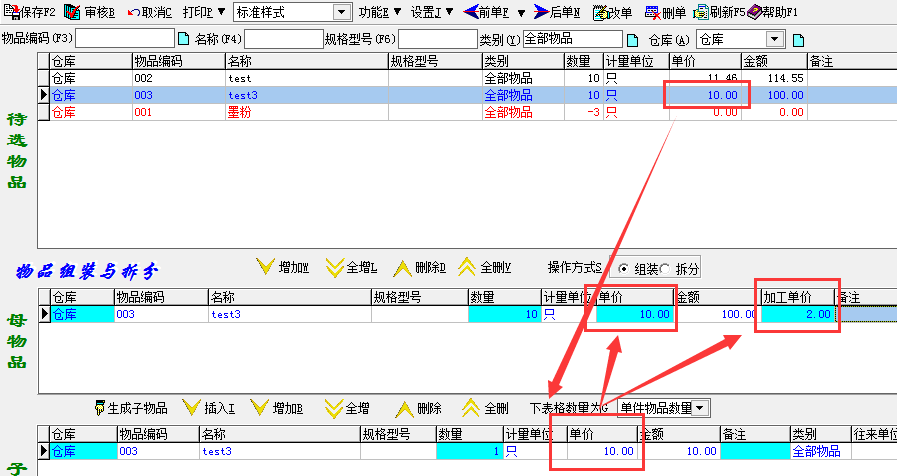 保存F2 审核B 取消C 打印P 标准样式 功能E 设置T 前单F 后单N 改单 删单 刷新F5 帮助F1
物品编码(F3) 名称(F4) 规格型号(F6) 类别(Y) 全部物品 仓库(A) 仓库
仓库 物品编码 名称 规格型号 类别 数量 计量单位 单价 金额 备注
仓库 002 test 全部物品 10 只 11.46 114.55
仓库 003 test3 全部物品 10 只 10.00 100.00
仓库 001 墨粉 全部物品 -3 只 0.00 0.00
待选物品
物品组装与拆分 增加W 全增L 删除D 全删V 操作方式S 组装 拆分
仓库 物品编码 名称 规格型号 数量 计量单位 单价 金额 加工单价 备注
仓库 003 test3 10 只 10.00 100.00 2.00
母物品
生成子物品 插入I 增加B 全增 删除 全删 下表格数量为G 单件物品数量
仓库 物品编码 名称 规格型号 数量 计量单位 单价 金额 备注 类别 往来单位
仓库 003 test3 1 只 10.00 10.00 全部物品
子